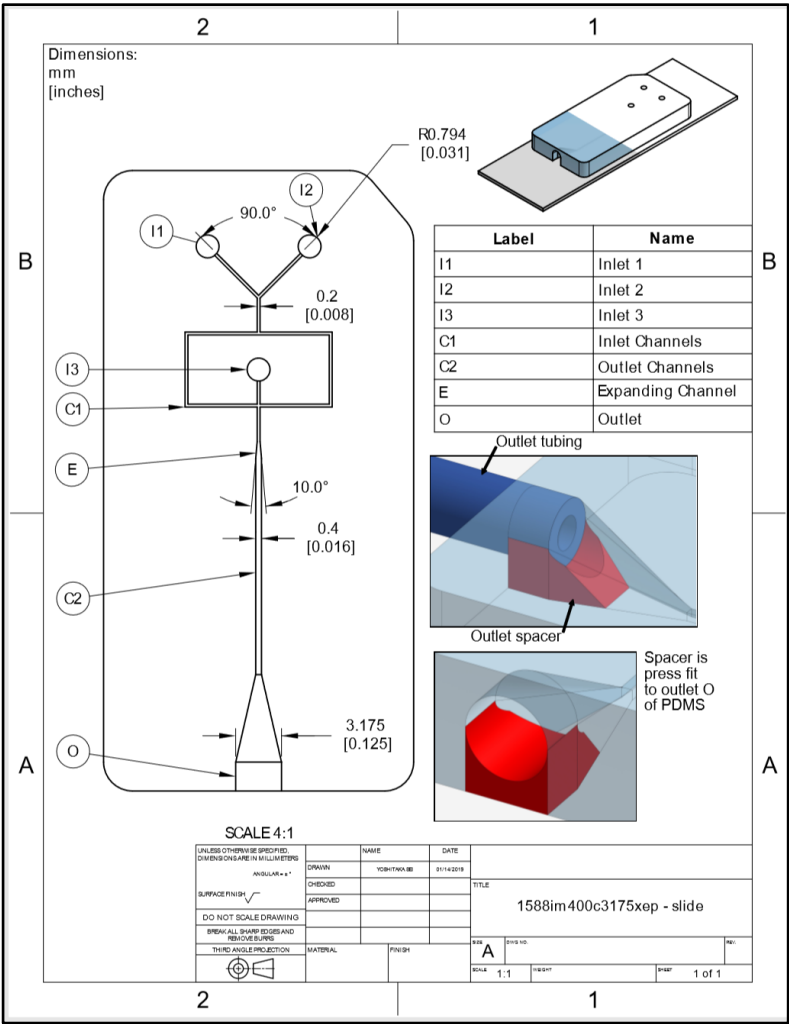 2
1
Dimensions:
mm
[inches]
R0.794
[0.031]
I2
I1
90.0°
B
B
Label Name
I1 Inlet 1
I2 Inlet 2
I3 Inlet 3
C1 Inlet Channels
C2 Outlet Channels
E Expanding Channel
O Outlet
0.2
[0.008]
I3
C1
E
10.0°
0.4
[0.016]
C2
Outlet tubing
Outlet spacer
Spacer is
press fit
to outlet O
of PDMS
3.175
[0.125]
O
A
A
SCALE 4:1
UNLESS OTHERWISE SPECIFIED,
DIMENSIONS ARE IN MILLIMETERS
ANGULAR = ± °
SURFACE FINISH
DO NOT SCALE DRAWING
BREAK ALL SHARP EDGES AND
REMOVE BURRS
THIRD ANGLE PROJECTION
NAME DATE
DRAWN 01/14/2019
CHECKED
APPROVED
MATERIAL FINISH
TITLE
1588im400c3175xep - slide
SIZE
A
DWG NO.
REV.
SCALE 1:1
WEIGHT
SHEET 1 of 1
2
1